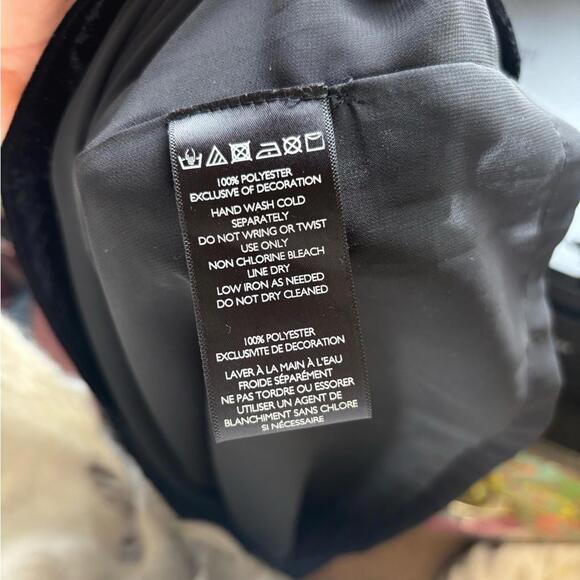 100% POLYESTER
EXCLUSIVE OF DECORATION
HAND WASH COLD
SEPARATELY
DO NOT WRING OR TWIST
USE ONLY
NON CHLORINE BLEACH
LINE DRY
LOW IRON AS NEEDED
DO NOT DRY CLEANED
100% POLYESTER
EXCLUSIVITE DE DECORATION
LAVER À LA MAIN À L'EAU
FROIDE SÉPARÉMENT
NE PAS TORDRE OU ESSORER
UTILISER UN AGENT DE
BLANCHIMENT SANS CHLORE
SI NÉCESSAIRE